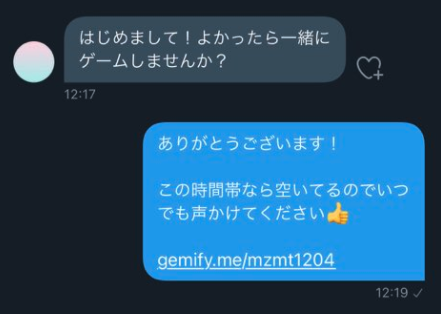 はじめまして！よかったら一緒に
ゲームしませんか？
12:17
ありがとうございます！
この時間帯なら空いてるのでいつ
でも声かけてください👍
gemify.me/mzmt1204
12:19